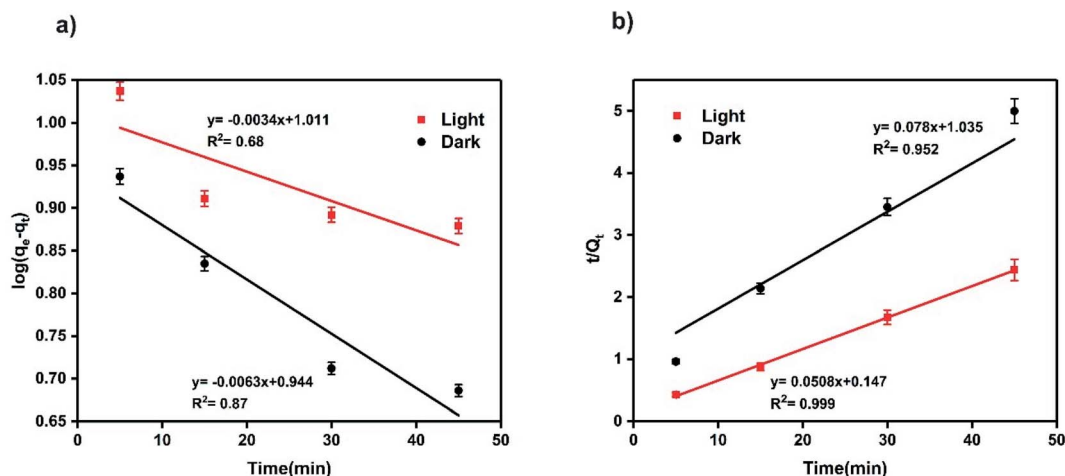 a)
log(qₑ-qₜ)
1.05
1.00
0.95
0.90
0.85
0.80
0.75
0.70
0.65
y= -0.0034x+1.011
R²= 0.68
Light
Dark
y= -0.0063x+0.944
R²= 0.87
0 10 20 30 40 50
Time(min)
b)
t/Qₜ
5
4
3
2
1
0
Light
Dark
y= 0.078x+1.035
R²= 0.952
y= 0.0508x+0.147
R²= 0.999
0 10 20 30 40 50
Time(min)